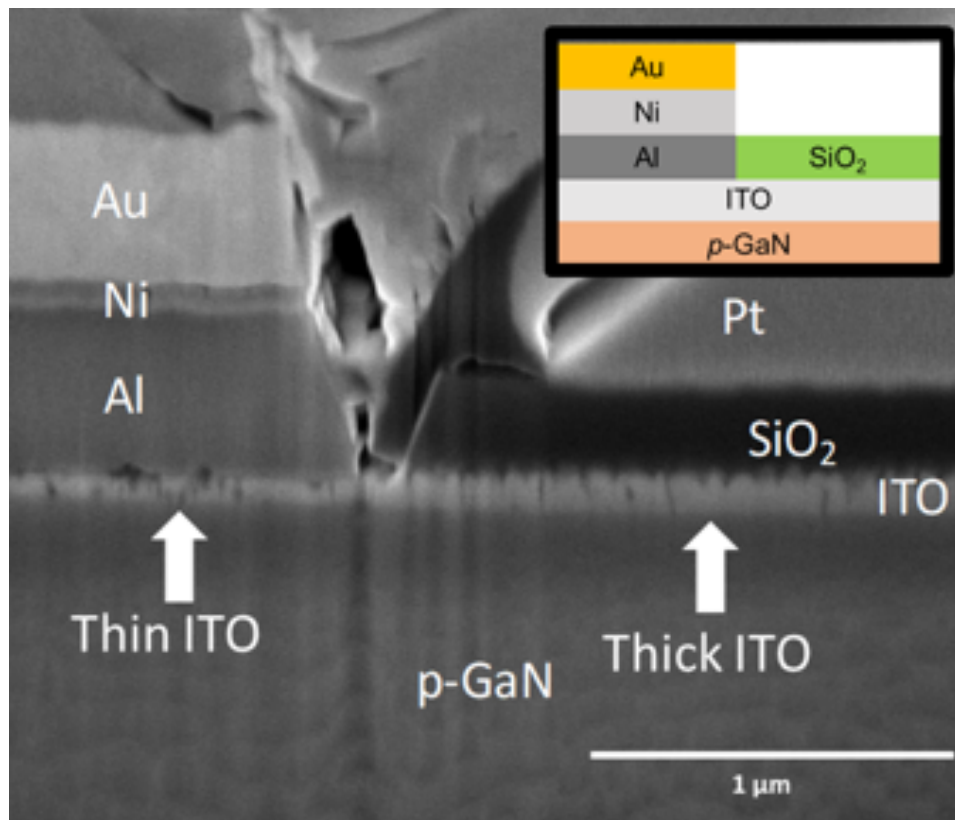 Au
Ni
Al
SiO₂
ITO
p-GaN
Au
Ni
Al
Pt
SiO₂
ITO
Thin ITO
Thick ITO
p-GaN
1 μm